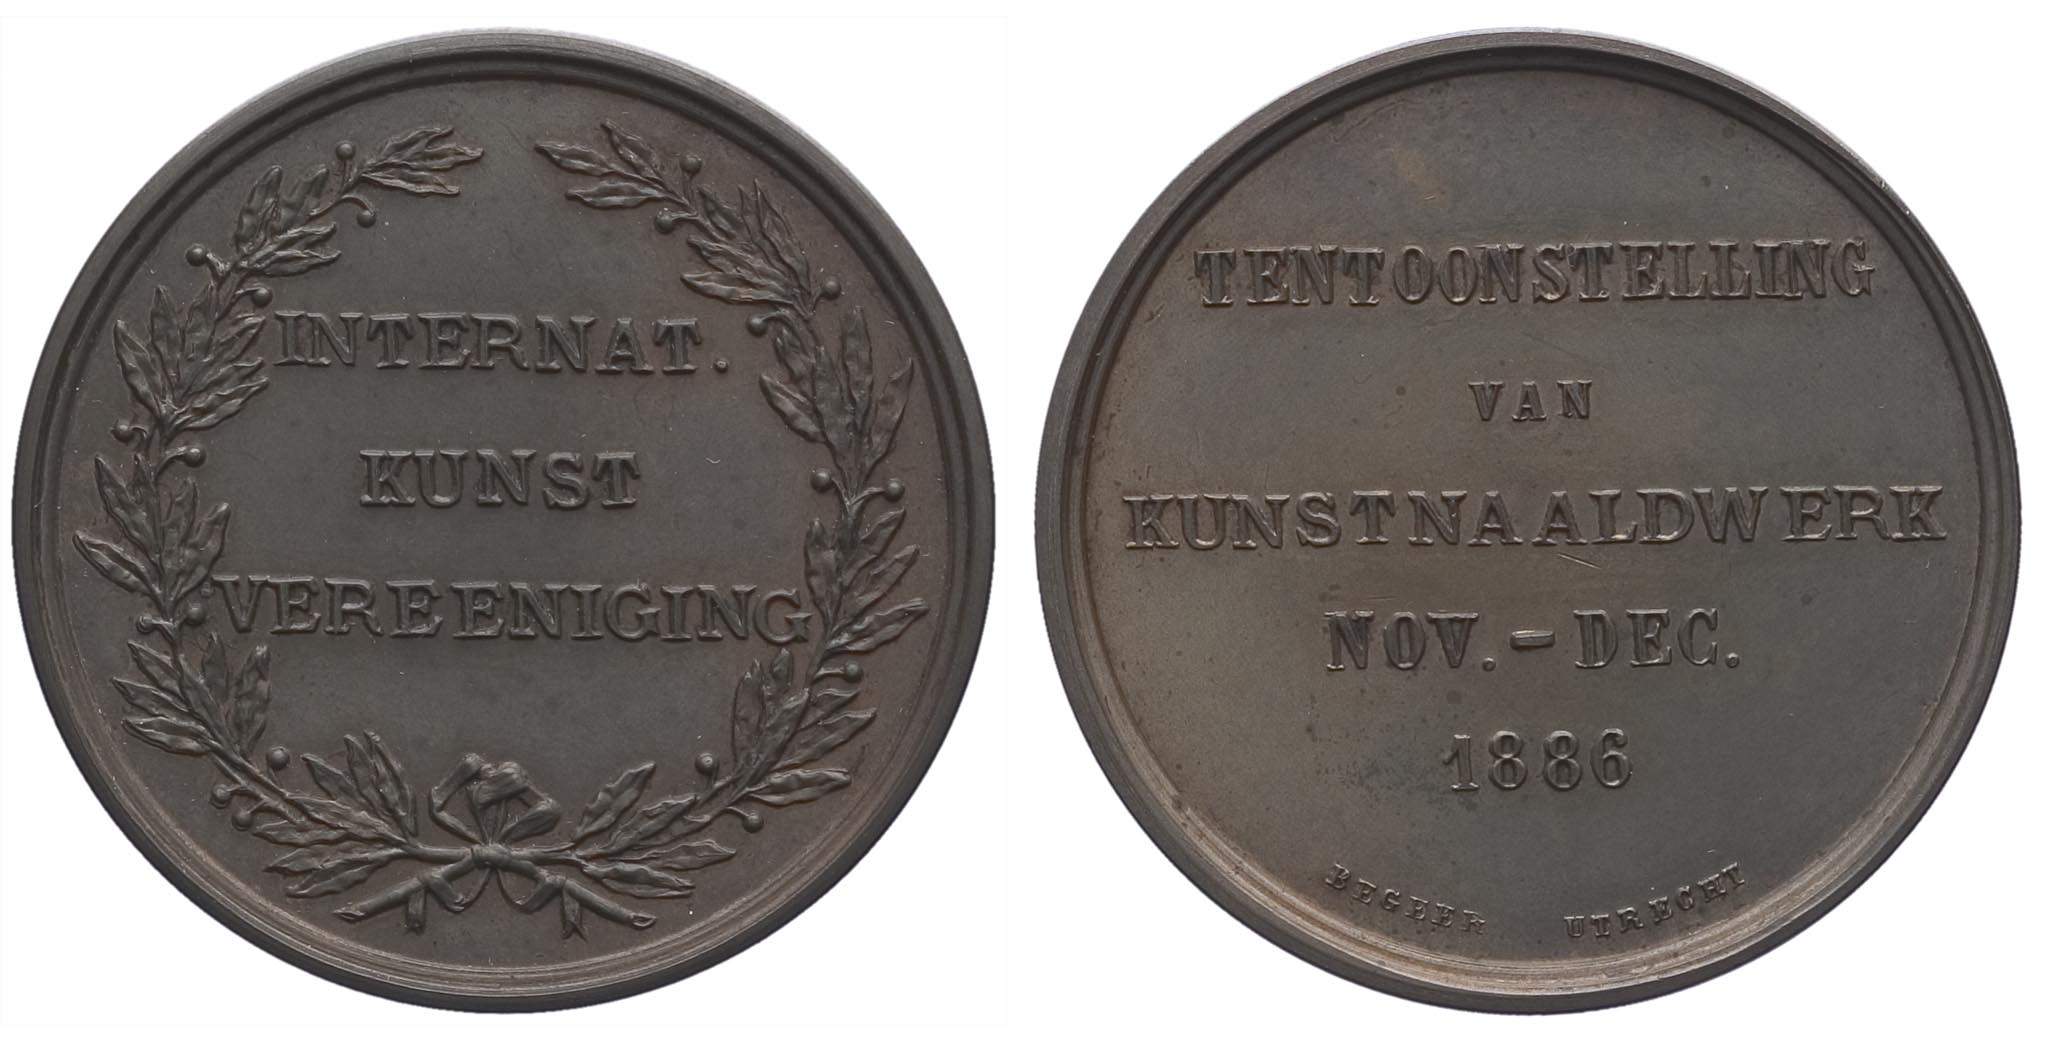 INTERNAT.
KUNST
VEREENIGING
TENTOONSTELLING
VAN
KUNSTNAALDWERK
NOV. - DEC.
1886
BEGEER UTRECHT